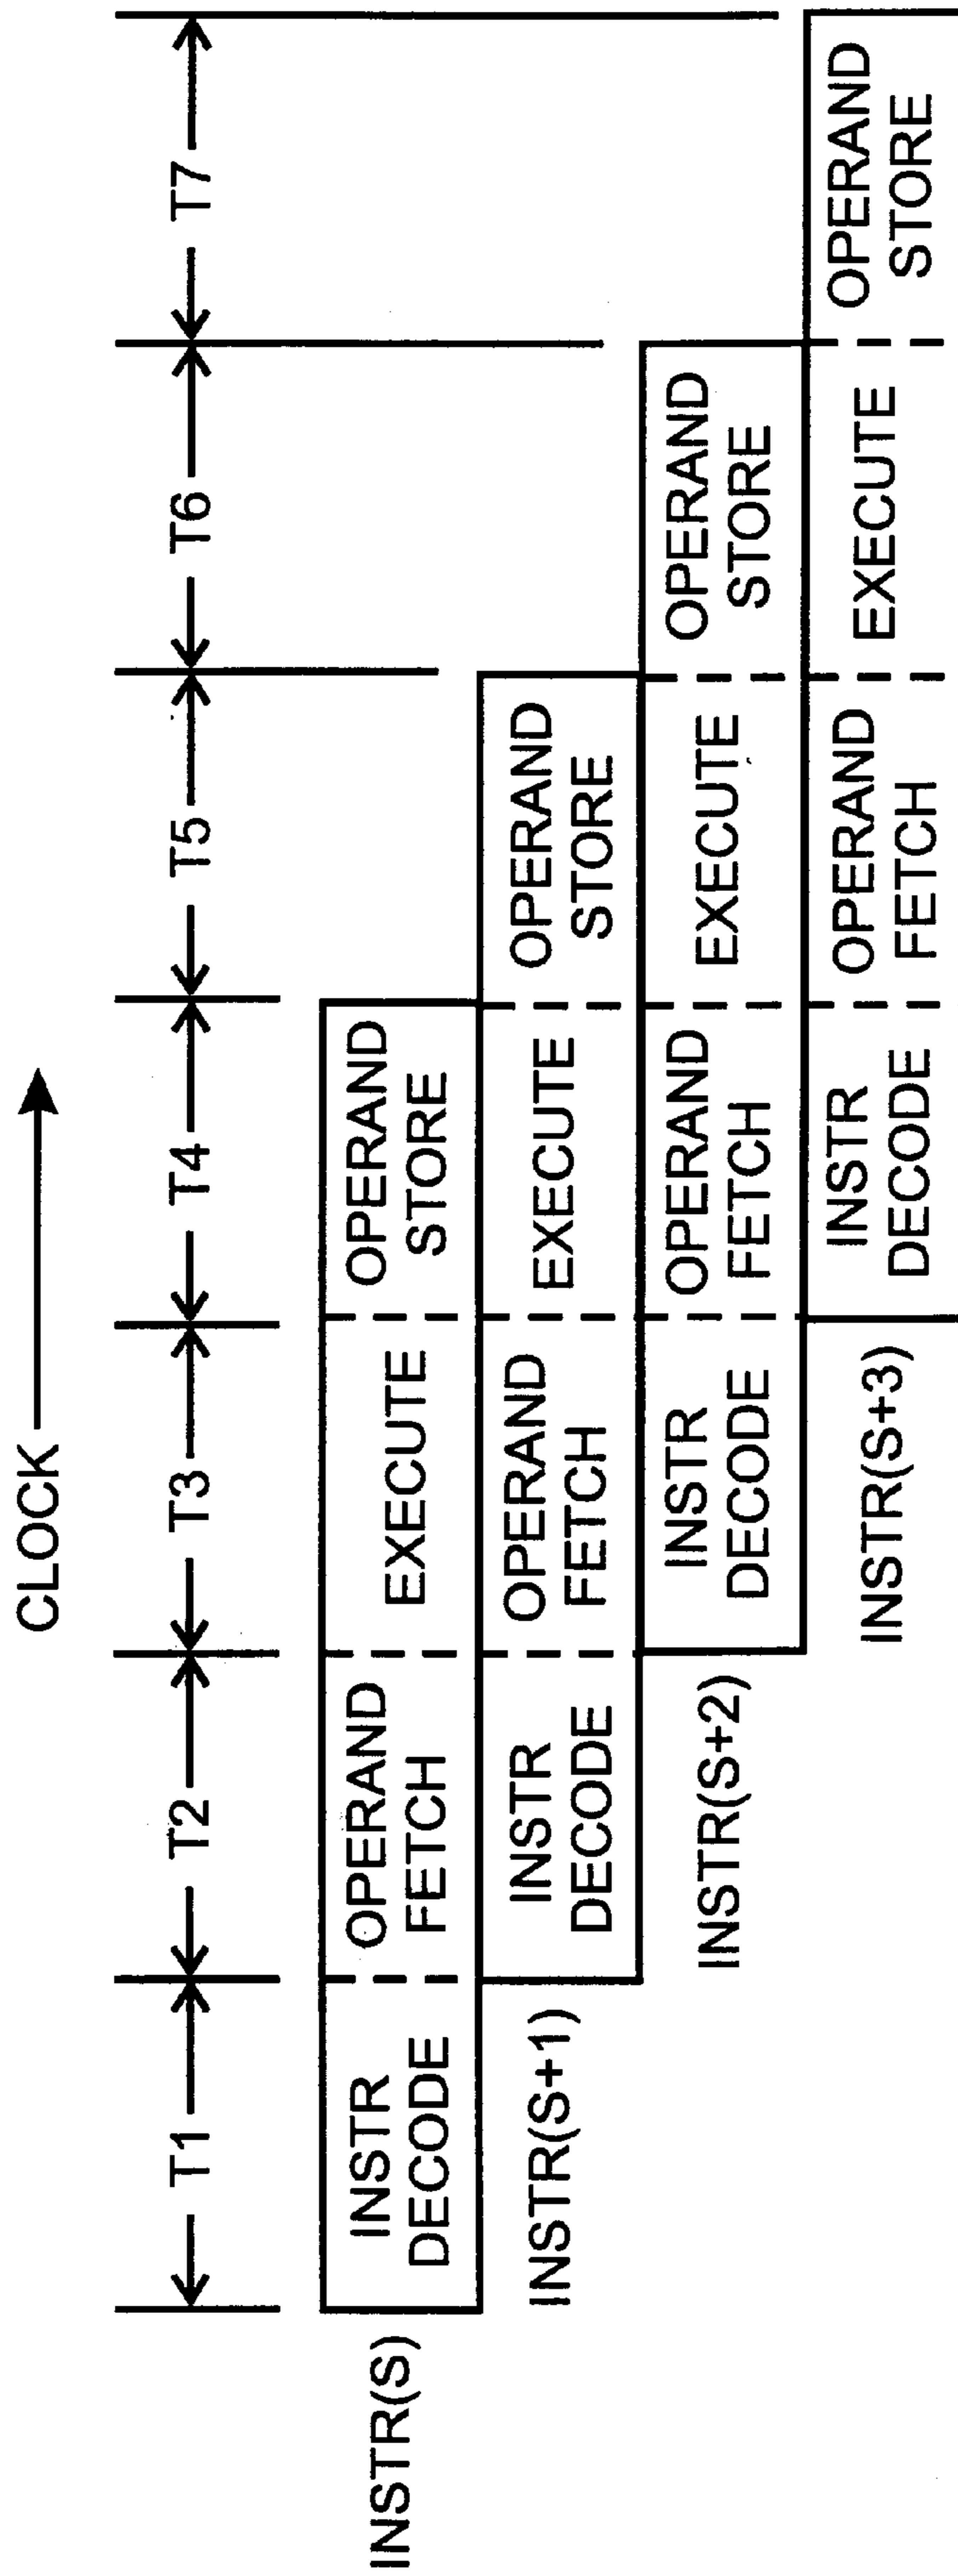 CLOCK
T1 T2 T3 T4 T5 T6 T7
INSTR(S)
INSTR
DECODE
OPERAND
FETCH
EXECUTE
OPERAND
STORE
INSTR(S+1)
INSTR
DECODE
OPERAND
FETCH
EXECUTE
OPERAND
STORE
INSTR(S+2)
INSTR
DECODE
OPERAND
FETCH
EXECUTE
OPERAND
STORE
INSTR(S+3)
INSTR
DECODE
OPERAND
FETCH
EXECUTE
OPERAND
STORE